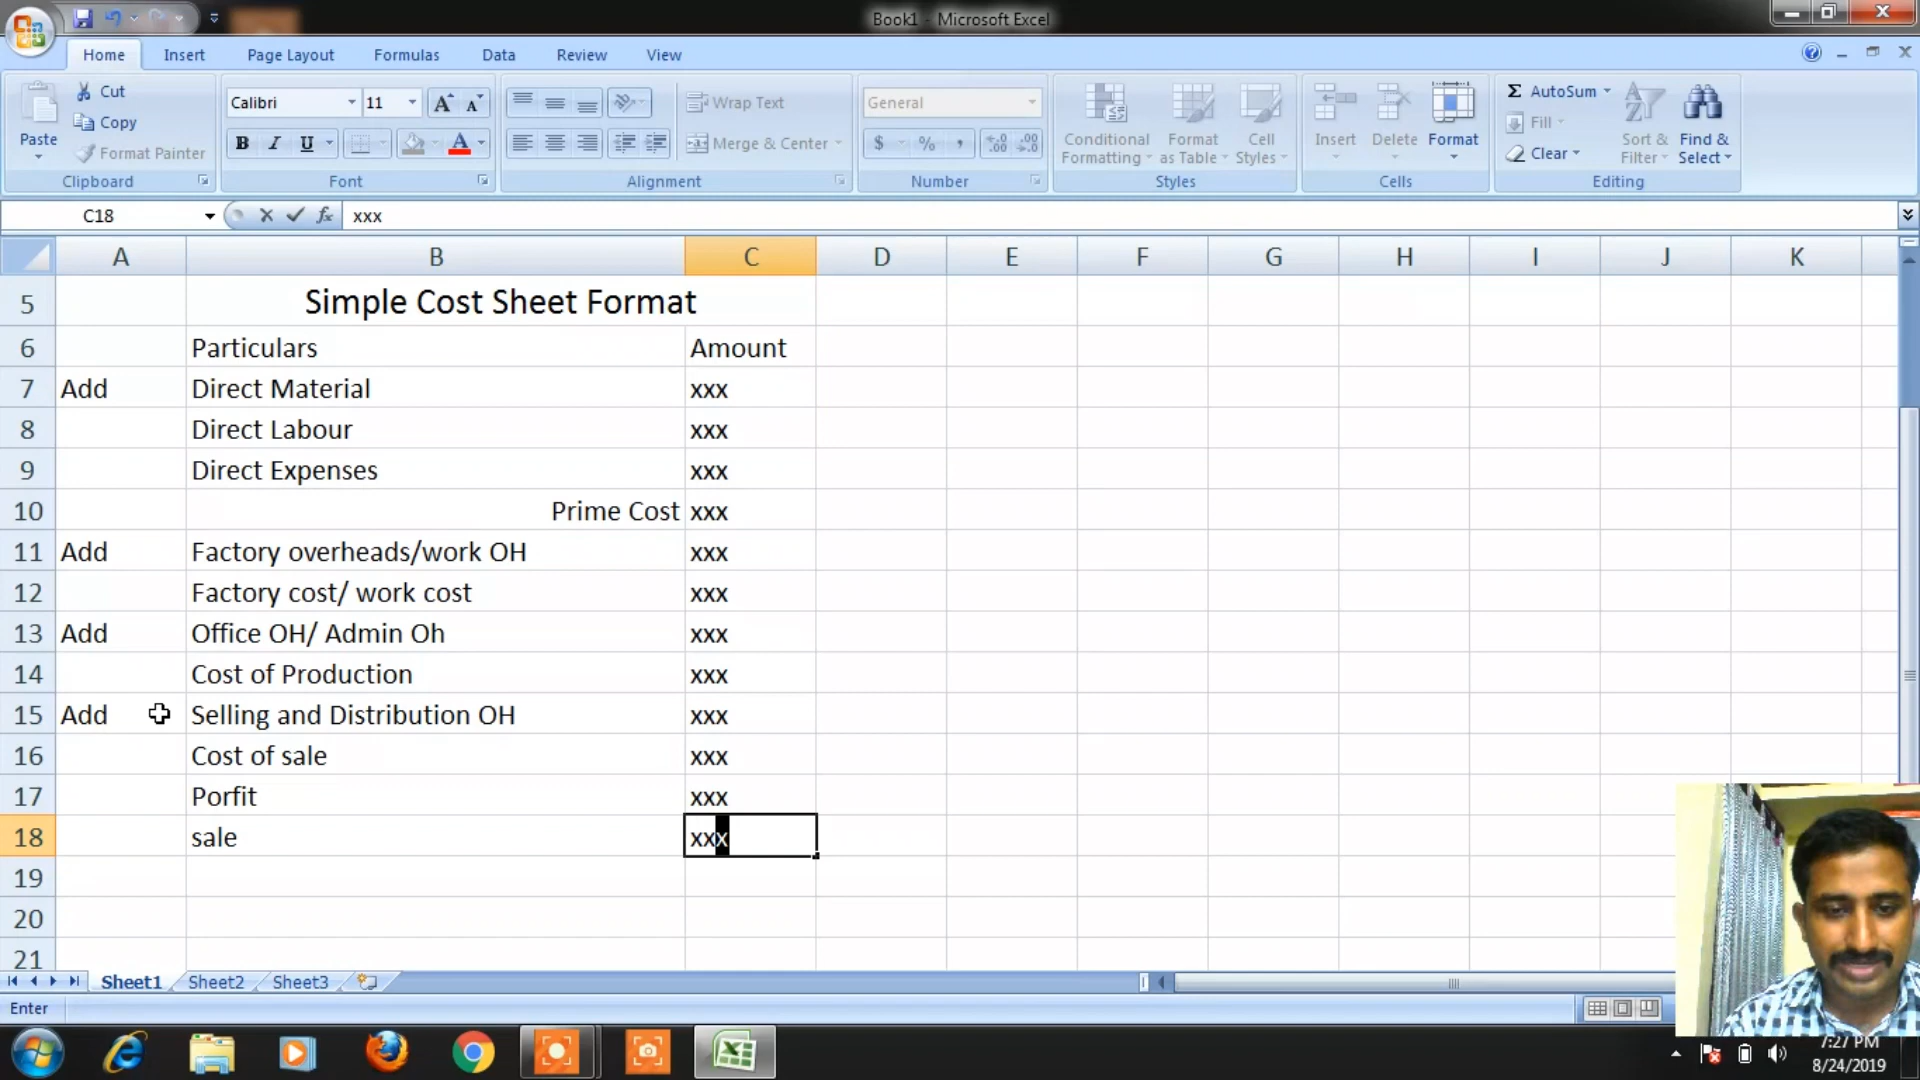 Book1 - Microsoft Excel
Home Insert Page Layout Formulas Data Review View
Paste
Cut
Copy
Format Painter
Clipboard
Calibri 11
A A
B I U A
Font
Wrap Text
Merge & Center
Alignment
General
$ % ,
Number
Conditional Formatting
Format as Table
Cell Styles
Styles
Insert Delete Format
Cells
Σ AutoSum
Fill
Clear
Sort & Filter
Find & Select
Editing
C18 fx xxx
A B C D E F G H I J K
5 Simple Cost Sheet Format
6 Particulars Amount
7 Add Direct Material xxx
8 Direct Labour xxx
9 Direct Expenses xxx
10 Prime Cost xxx
11 Add Factory overheads/work OH xxx
12 Factory cost/ work cost xxx
13 Add Office OH/ Admin Oh xxx
14 Cost of Production xxx
15 Add Selling and Distribution OH xxx
16 Cost of sale xxx
17 Porfit xxx
18 sale xxx
19
20
21
Sheet1 Sheet2 Sheet3
Enter
7:27 PM
8/24/2019